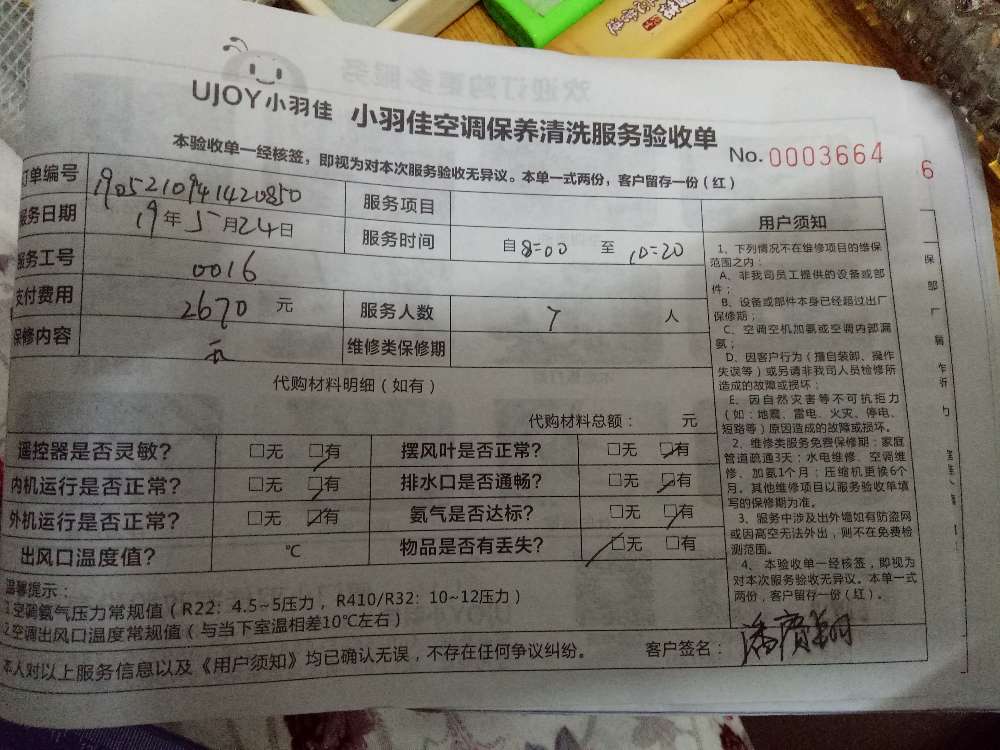 欢迎订购更多服务
UJOY小羽佳 小羽佳空调保养清洗服务验收单
No.0003664
本验收单一经核签，即视为对本次服务验收无异议。本单一式两份，客户留存一份（红）
订单编号 1905210941420850 服务项目
服务日期 19年5月24日 服务时间 自8=00 至 10=20
服务工号 0016
支付费用 2670 元 服务人数 7 人
保修内容 无 维修类保修期
代购材料明细（如有）
代购材料总额： 元
遥控器是否灵敏？ □无 □有 摆风叶是否正常？ □无 □有
内机运行是否正常？ □无 □有 排水口是否通畅？ □无 □有
外机运行是否正常？ □无 □有 氨气是否达标？ □无 □有
出风口温度值？ ℃ 物品是否有丢失？ □无 □有
温馨提示：
1.空调氨气压力常规值（R22：4.5~5压力，R410/R32：10~12压力）
2.空调出风口温度常规值（与当下室温相差10℃左右）
本人对以上服务信息以及《用户须知》均已确认无误，不存在任何争议纠纷。 客户签名：
用户须知
1、下列情况不在维修项目的维保
范围之内：
A、非我司员工提供的设备或部
件；
B、设备或部件本身已经超过出厂
保修期；
C、空调空机加氨或空调内部漏
氨；
D、因客户行为（擅自装卸、操作
失误等）或另请非我司人员检修所
造成的故障或损坏；
E、因自然灾害等不可抗拒力
（如：地震、雷电、火灾、停电、
短路等）原因造成的故障或损坏。
2、维修类服务免费保修期：家庭
管道疏通3天；水电维修、空调维
修、加氨1个月；压缩机更换6个
月。其他维修项目以服务验收单填
写的保修期为准。
3、服务中涉及出外墙如有防盗网
或因高空无法外出，则不在免费检
测范围。
4、本验收单一经核签，即视为
对本次服务验收无异议。本单一式
两份，客户留存一份（红）。
6
保
部
厂